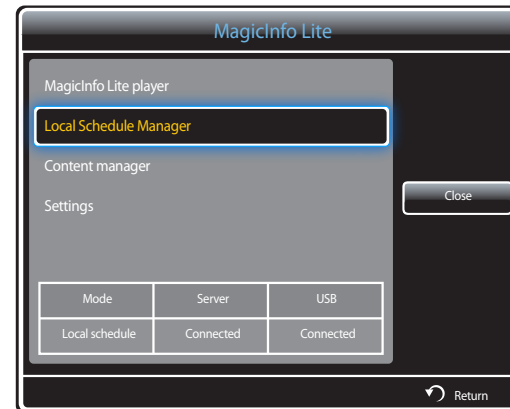 MagicInfo Lite
MagicInfo Lite player
Local Schedule Manager
Content manager
Settings
Close
Mode Server USB
Local schedule Connected Connected
Return